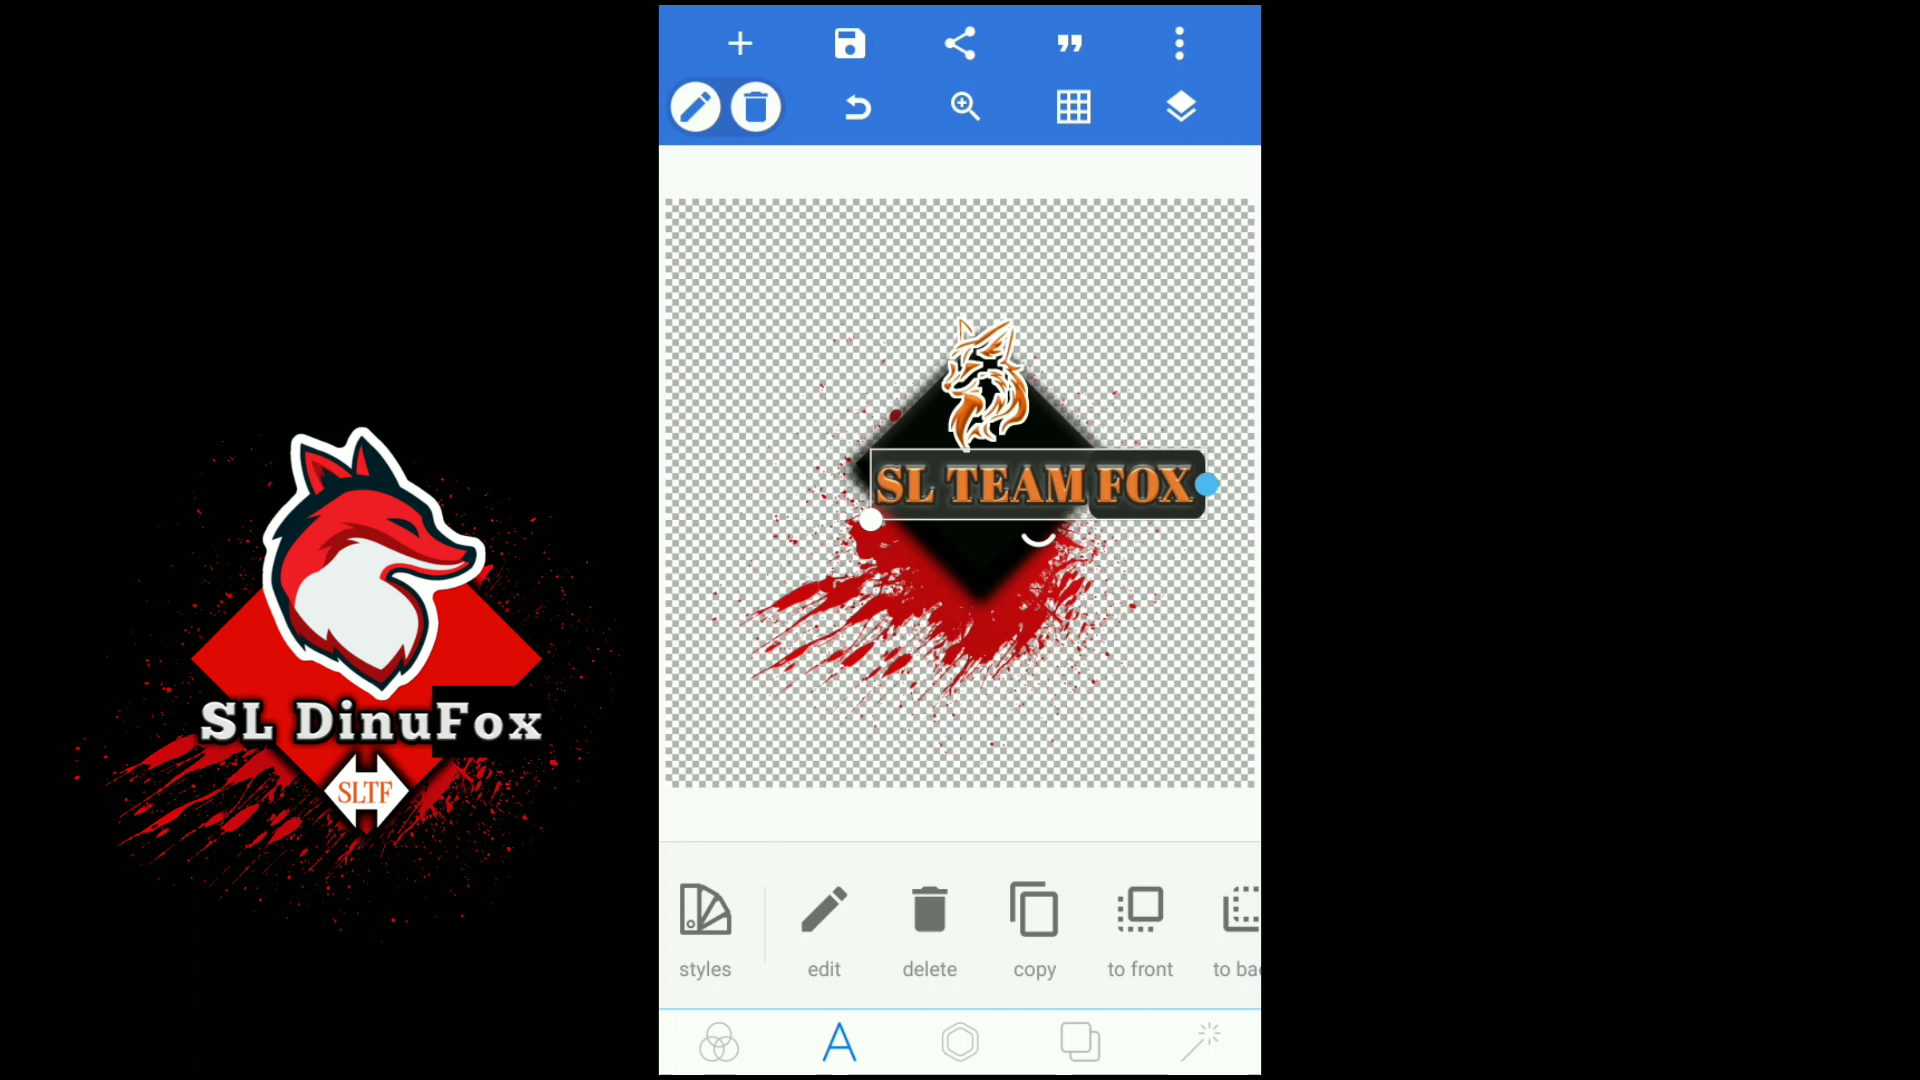 SL TEAM FOX
SL DinuFox
SLTF
styles
edit
delete
copy
to front
to ba